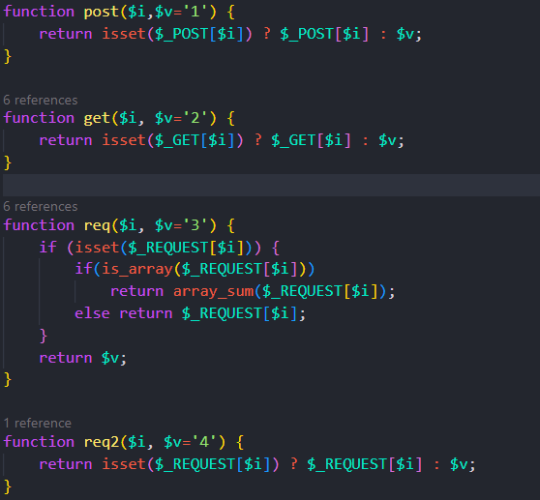 function post($i,$v='1') {
    return isset($_POST[$i]) ? $_POST[$i] : $v;
}
6 references
function get($i, $v='2') {
    return isset($_GET[$i]) ? $_GET[$i] : $v;
}
6 references
function req($i, $v='3') {
    if (isset($_REQUEST[$i])) {
        if(is_array($_REQUEST[$i]))
            return array_sum($_REQUEST[$i]);
        else return $_REQUEST[$i];
    }
    return $v;
}
1 reference
function req2($i, $v='4') {
    return isset($_REQUEST[$i]) ? $_REQUEST[$i] : $v;
}